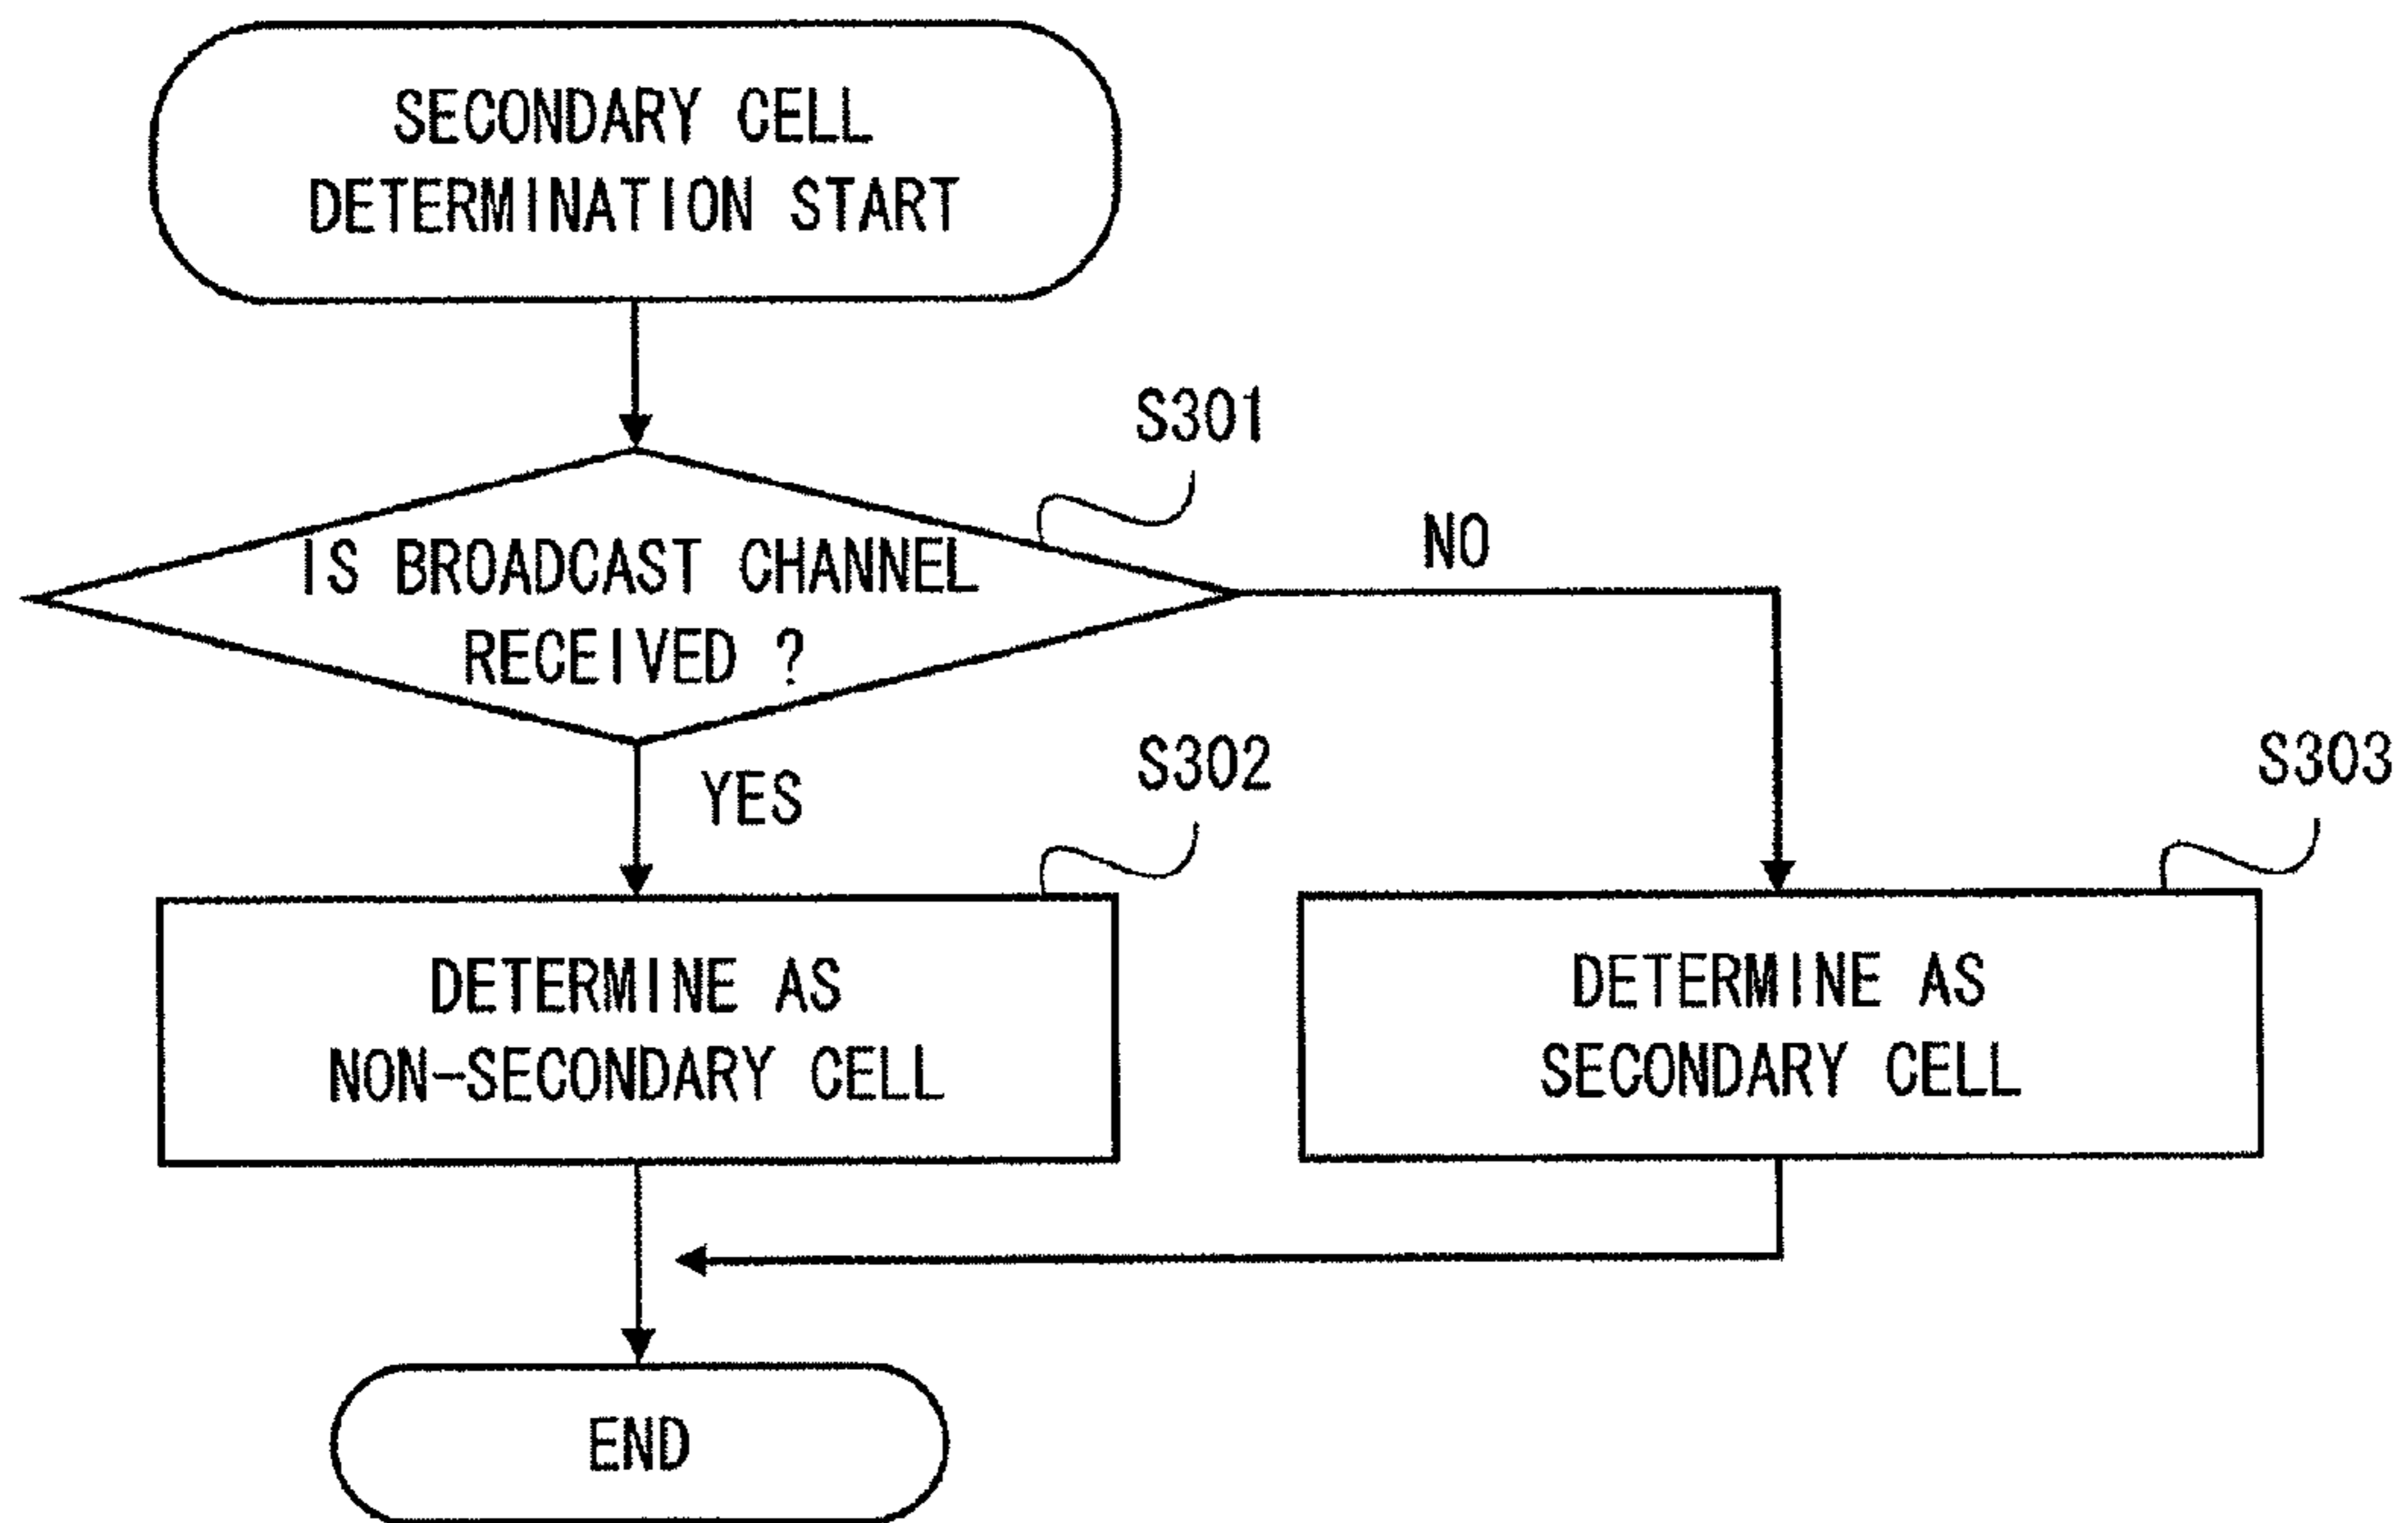 SECONDARY CELL
DETERMINATION START
S301
IS BROADCAST CHANNEL
RECEIVED ?
NO
YES
S302
S303
DETERMINE AS
NON-SECONDARY CELL
DETERMINE AS
SECONDARY CELL
END